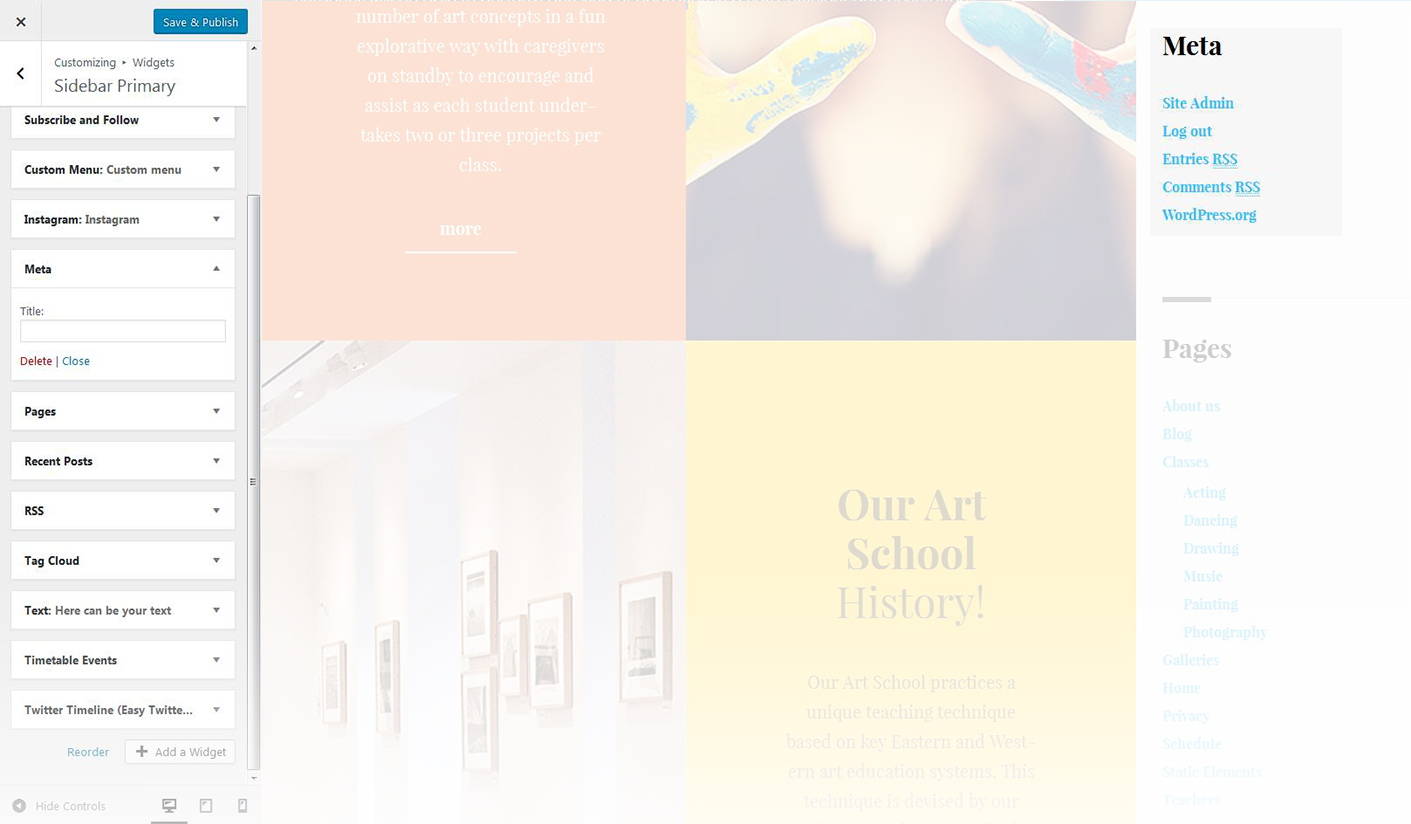 Save & Publish
Customizing ▸ Widgets
Sidebar Primary
Subscribe and Follow
Custom Menu: Custom menu
Instagram: Instagram
Meta
Title:
Delete | Close
Pages
Recent Posts
RSS
Tag Cloud
Text: Here can be your text
Timetable Events
Twitter Timeline (Easy Twitte...
Reorder
Add a Widget
Hide Controls
number of art concepts in a fun
explorative way with caregivers
on standby to encourage and
assist as each student under-
takes two or three projects per
class.
more
Our Art
School
History!
Our Art School practices a
unique teaching technique
based on key Eastern and West-
ern art education systems. This
technique is devised by our
Meta
Site Admin
Log out
Entries RSS
Comments RSS
WordPress.org
Pages
About us
Blog
Classes
Acting
Dancing
Drawing
Music
Painting
Photography
Galleries
Home
Privacy
Schedule
Static Elements
Teachers